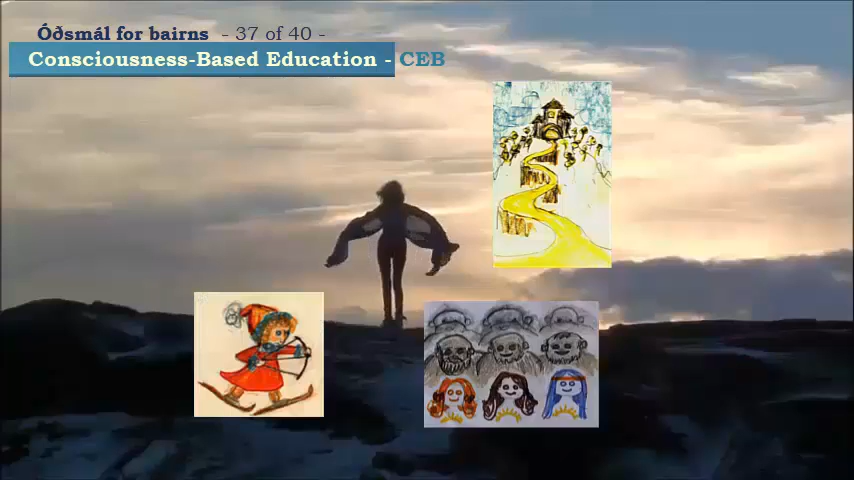 Óðsmál for bairns - 37 of 40 -
Consciousness-Based Education - CEB